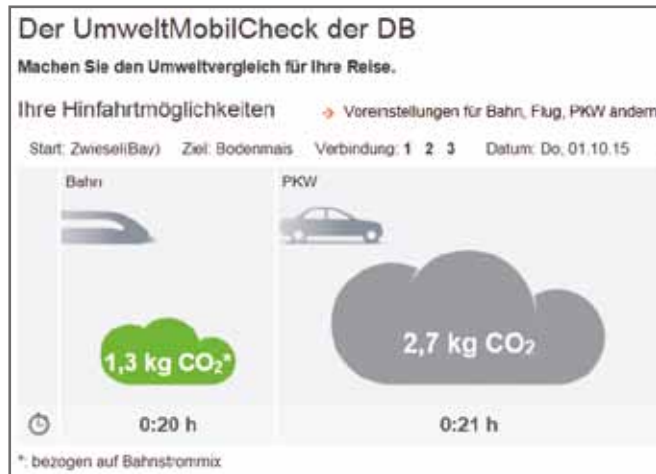 Der UmweltMobilCheck der DB
Machen Sie den Umweltvergleich für Ihre Reise.
Ihre Hinfahrtmöglichkeiten → Voreinstellungen für Bahn, Flug, PKW ändern
Start: Zwiesel(Bay) Ziel: Bodenmais Verbindung: 1 2 3 Datum: Do, 01.10.15
Bahn PKW
1,3 kg CO₂* 2,7 kg CO₂
0:20 h 0:21 h
*: bezogen auf Bahnstrommix